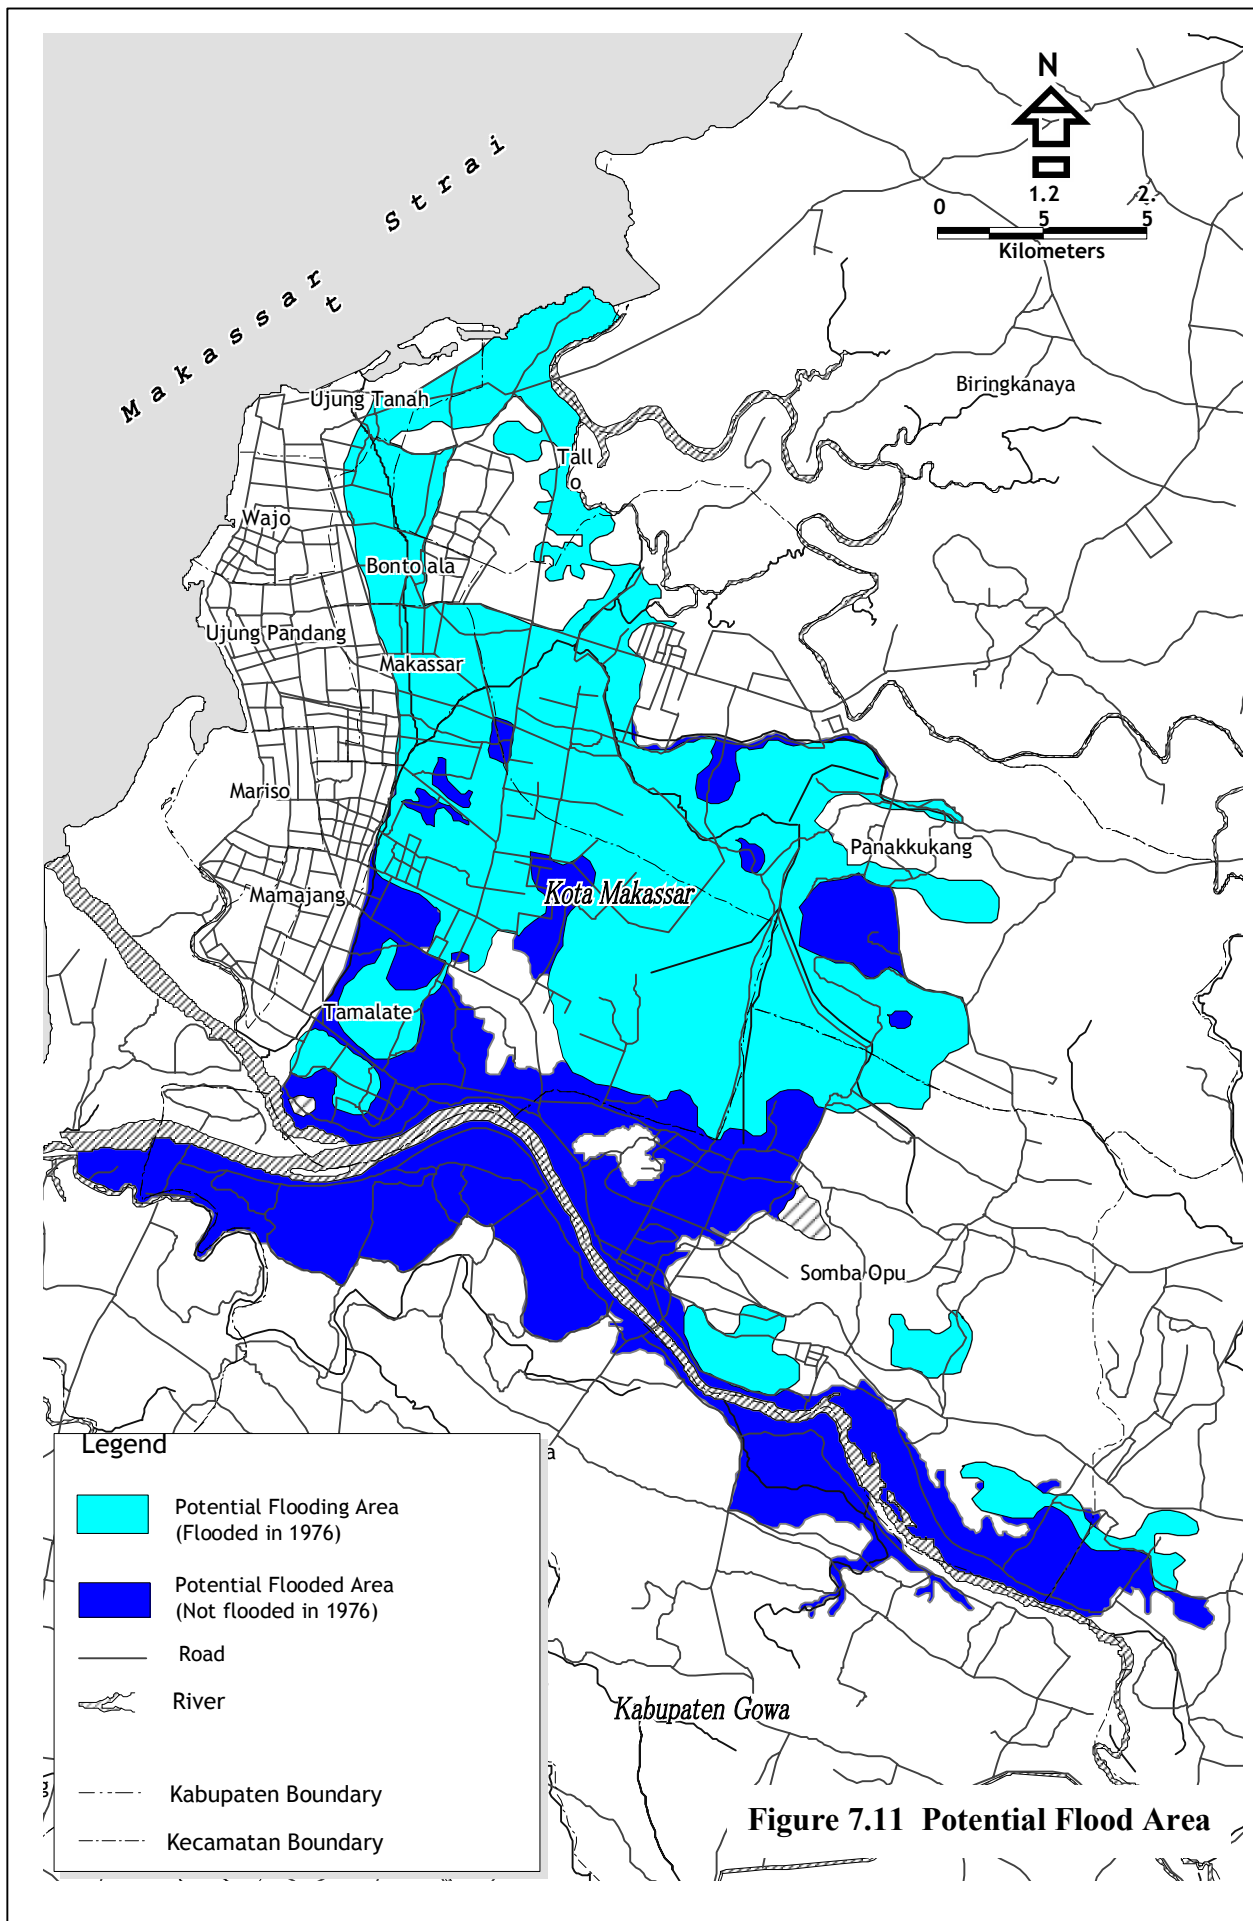 N
0
1.2
5
2.
5
Kilometers
Makassar
Strai
t
Biringkanaya
Ujung Tanah
Tall
o
Wajo
Bonto ala
Ujung Pandang
Makassar
Mariso
Panakkukang
Mamajang
Kota Makassar
Tamalate
Somba Opu
Legend
a
Potential Flooding Area
(Flooded in 1976)
Potential Flooded Area
(Not flooded in 1976)
Road
River
Kabupaten Gowa
Kabupaten Boundary
Kecamatan Boundary
Figure 7.11 Potential Flood Area